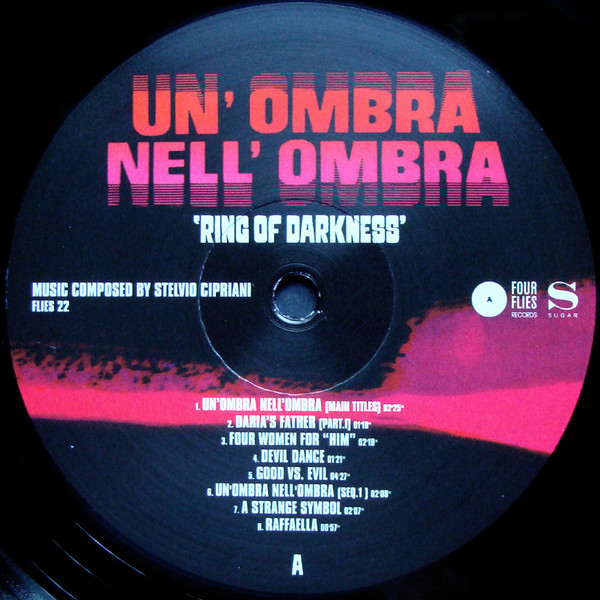 UN' OMBRA
NELL' OMBRA
'RING OF DARKNESS'
MUSIC COMPOSED BY STELVIO CIPRIANI
FLIES 22
A
FOUR
FLIES
RECORDS
S
SUGAR
1. UN'OMBRA NELL'OMBRA [MAIN TITLES] 02:25"
2. DARIA'S FATHER [PART.I] 01:18"
3. FOUR WOMEN FOR "HIM" 02:19"
4. DEVIL DANCE 01:21"
5. GOOD VS. EVIL 04:27"
6. UN'OMBRA NELL'OMBRA [SEQ.1 ] 02:08"
7. A STRANGE SYMBOL 02:07"
8. RAFFAELLA 00:57"
A